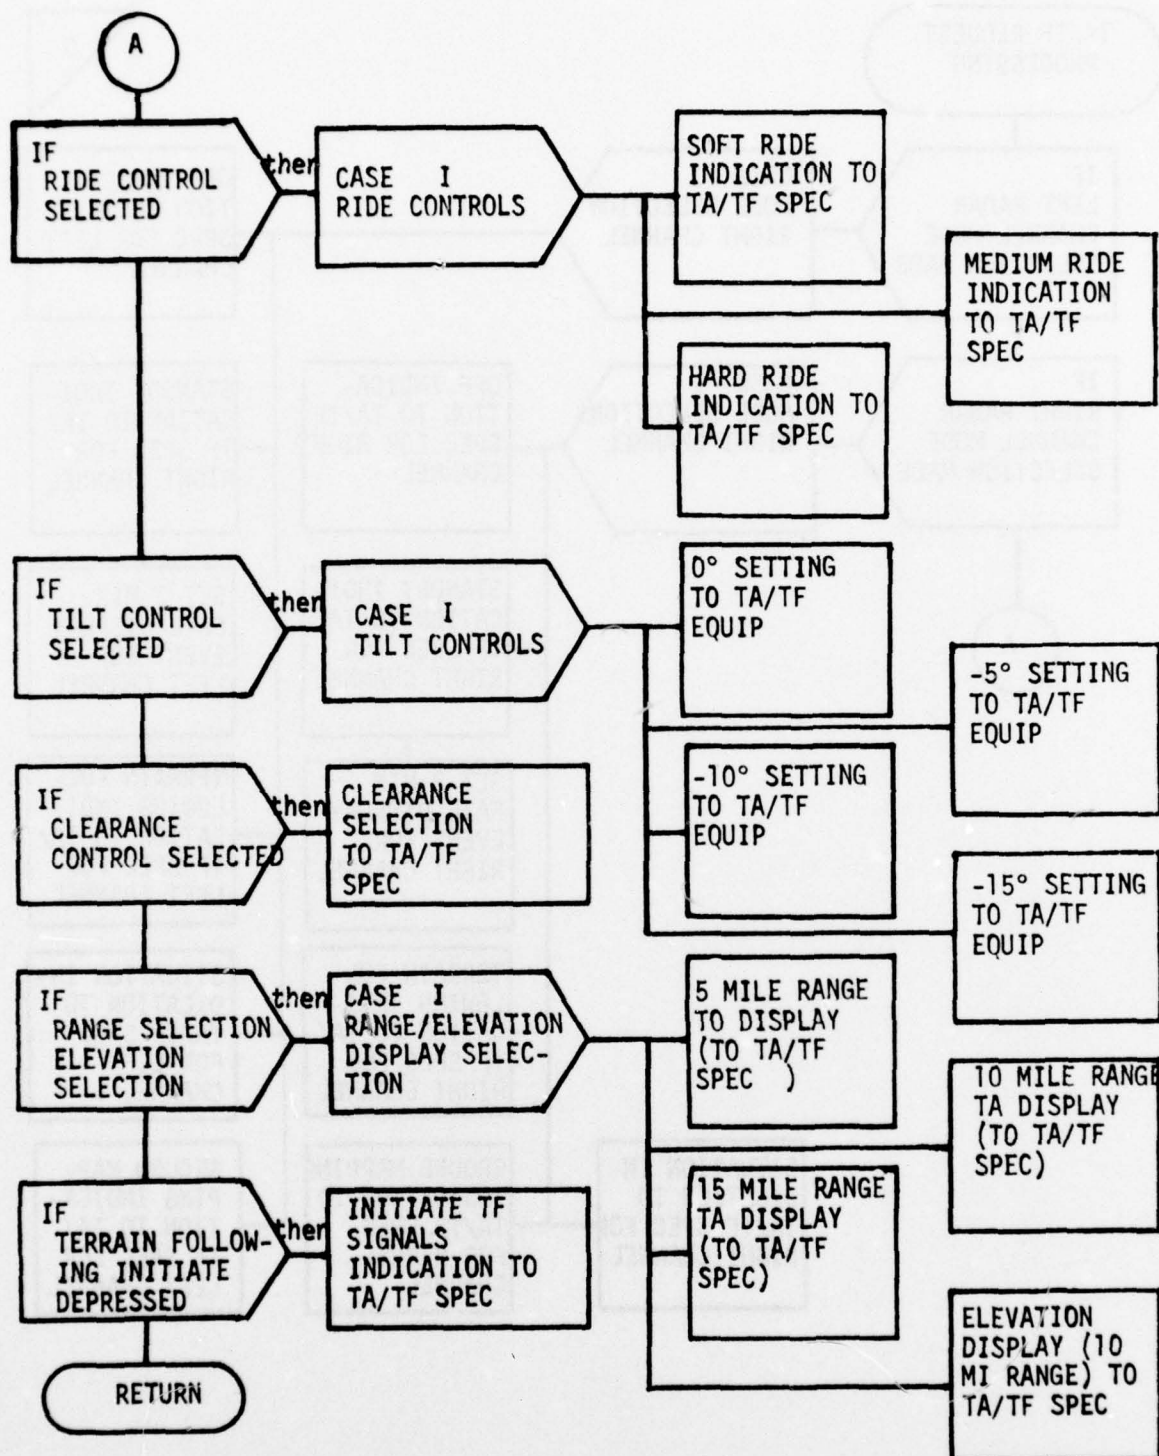 A
IF
RIDE CONTROL
SELECTED
then
CASE I
RIDE CONTROLS
SOFT RIDE
INDICATION TO
TA/TF SPEC
MEDIUM RIDE
INDICATION
TO TA/TF
SPEC
HARD RIDE
INDICATION TO
TA/TF SPEC
IF
TILT CONTROL
SELECTED
then
CASE I
TILT CONTROLS
0° SETTING
TO TA/TF
EQUIP
-5° SETTING
TO TA/TF
EQUIP
-10° SETTING
TO TA/TF
EQUIP
-15° SETTING
TO TA/TF
EQUIP
IF
CLEARANCE
CONTROL SELECTED
then
CLEARANCE
SELECTION
TO TA/TF
SPEC
IF
RANGE SELECTION
ELEVATION
SELECTION
then
CASE I
RANGE/ELEVATION
DISPLAY SELEC-
TION
5 MILE RANGE
TO DISPLAY
(TO TA/TF
SPEC )
10 MILE RANGE
TA DISPLAY
(TO TA/TF
SPEC)
15 MILE RANGE
TA DISPLAY
(TO TA/TF
SPEC)
ELEVATION
DISPLAY (10
MI RANGE) TO
TA/TF SPEC
IF
TERRAIN FOLLOW-
ING INITIATE
DEPRESSED
then
INITIATE TF
SIGNALS
INDICATION TO
TA/TF SPEC
RETURN